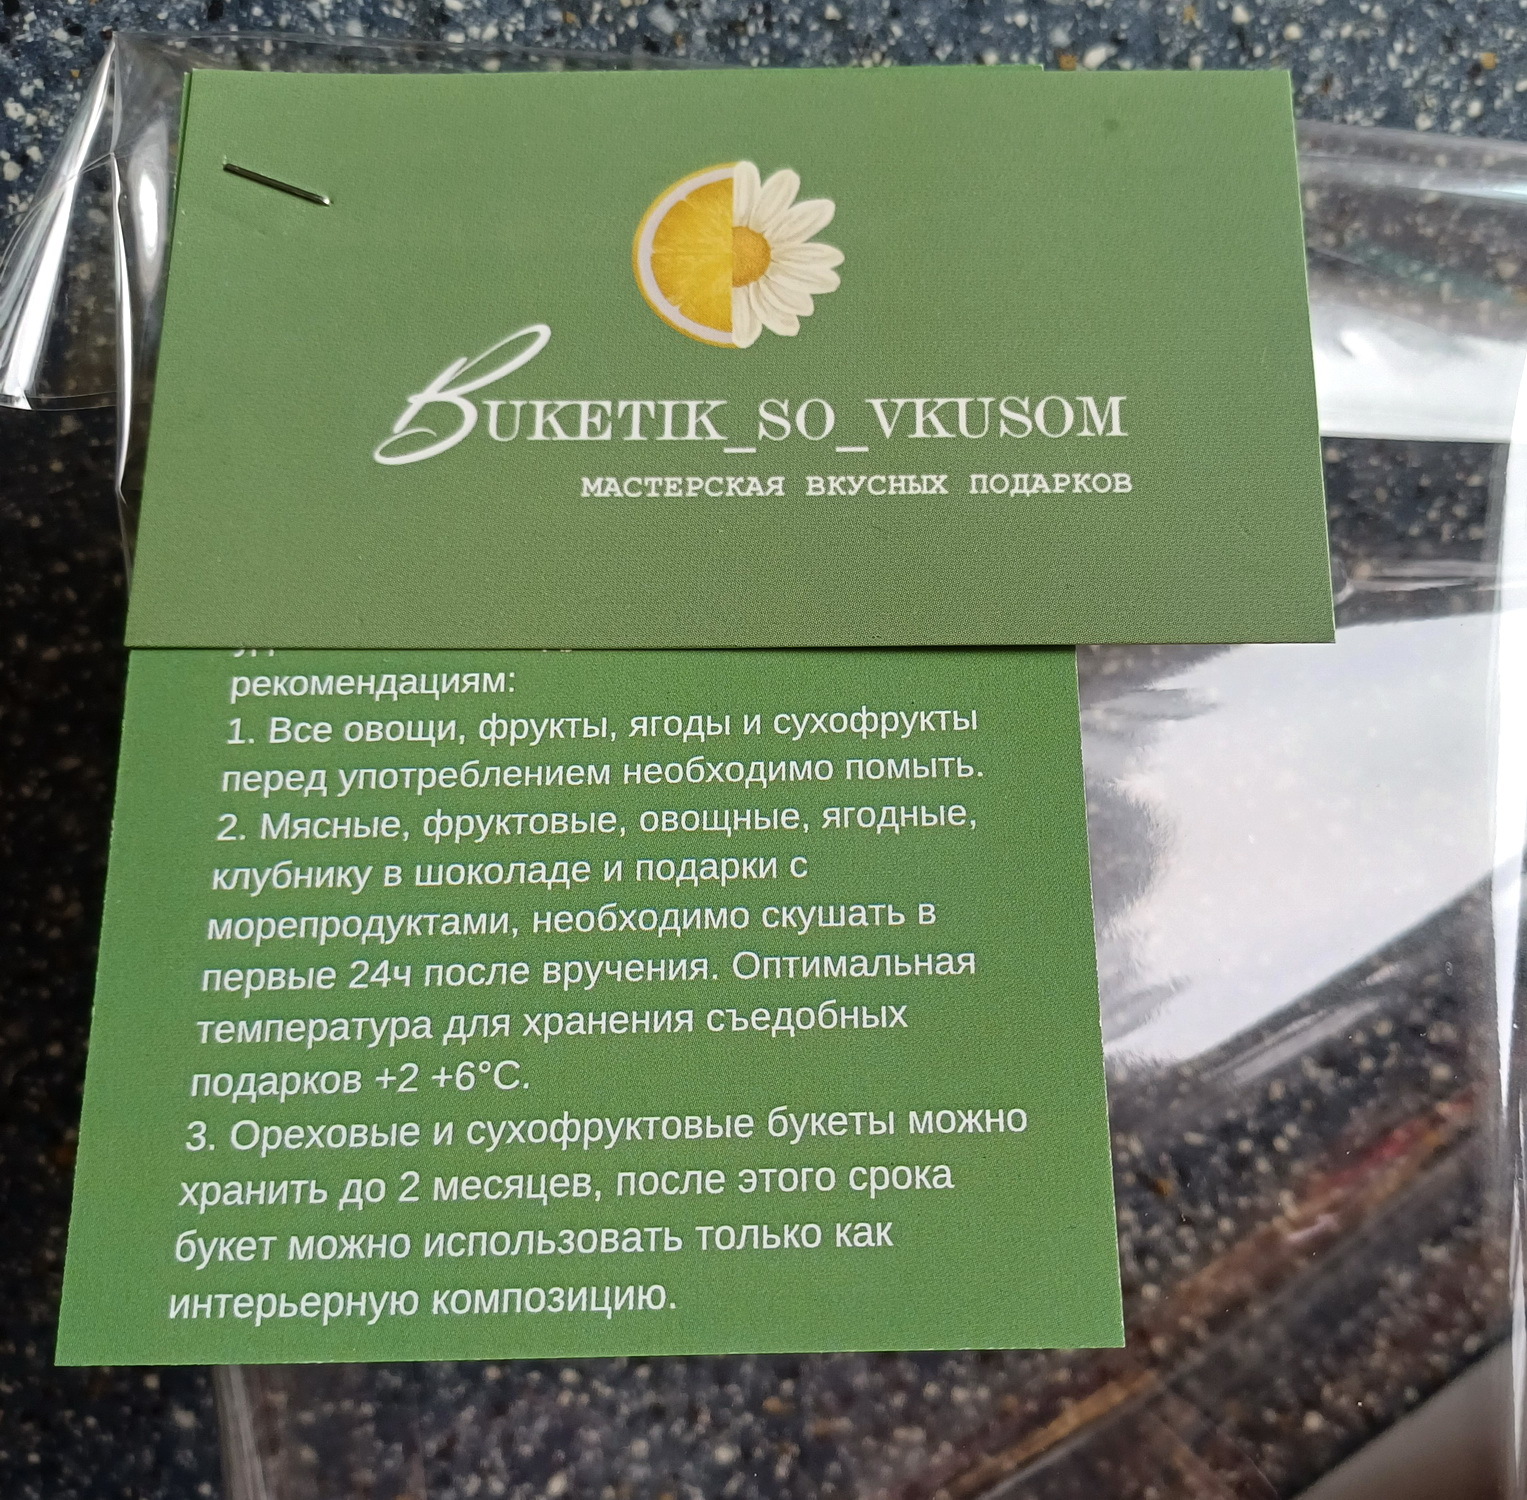 BUKETIK_SO_VKUSOM
МАСТЕРСКАЯ ВКУСНЫХ ПОДАРКОВ
рекомендациям:
1. Все овощи, фрукты, ягоды и сухофрукты
перед употреблением необходимо помыть.
2. Мясные, фруктовые, овощные, ягодные,
клубнику в шоколаде и подарки с
морепродуктами, необходимо скушать в
первые 24ч после вручения. Оптимальная
температура для хранения съедобных
подарков +2 +6°С.
3. Ореховые и сухофруктовые букеты можно
хранить до 2 месяцев, после этого срока
букет можно использовать только как
интерьерную композицию.